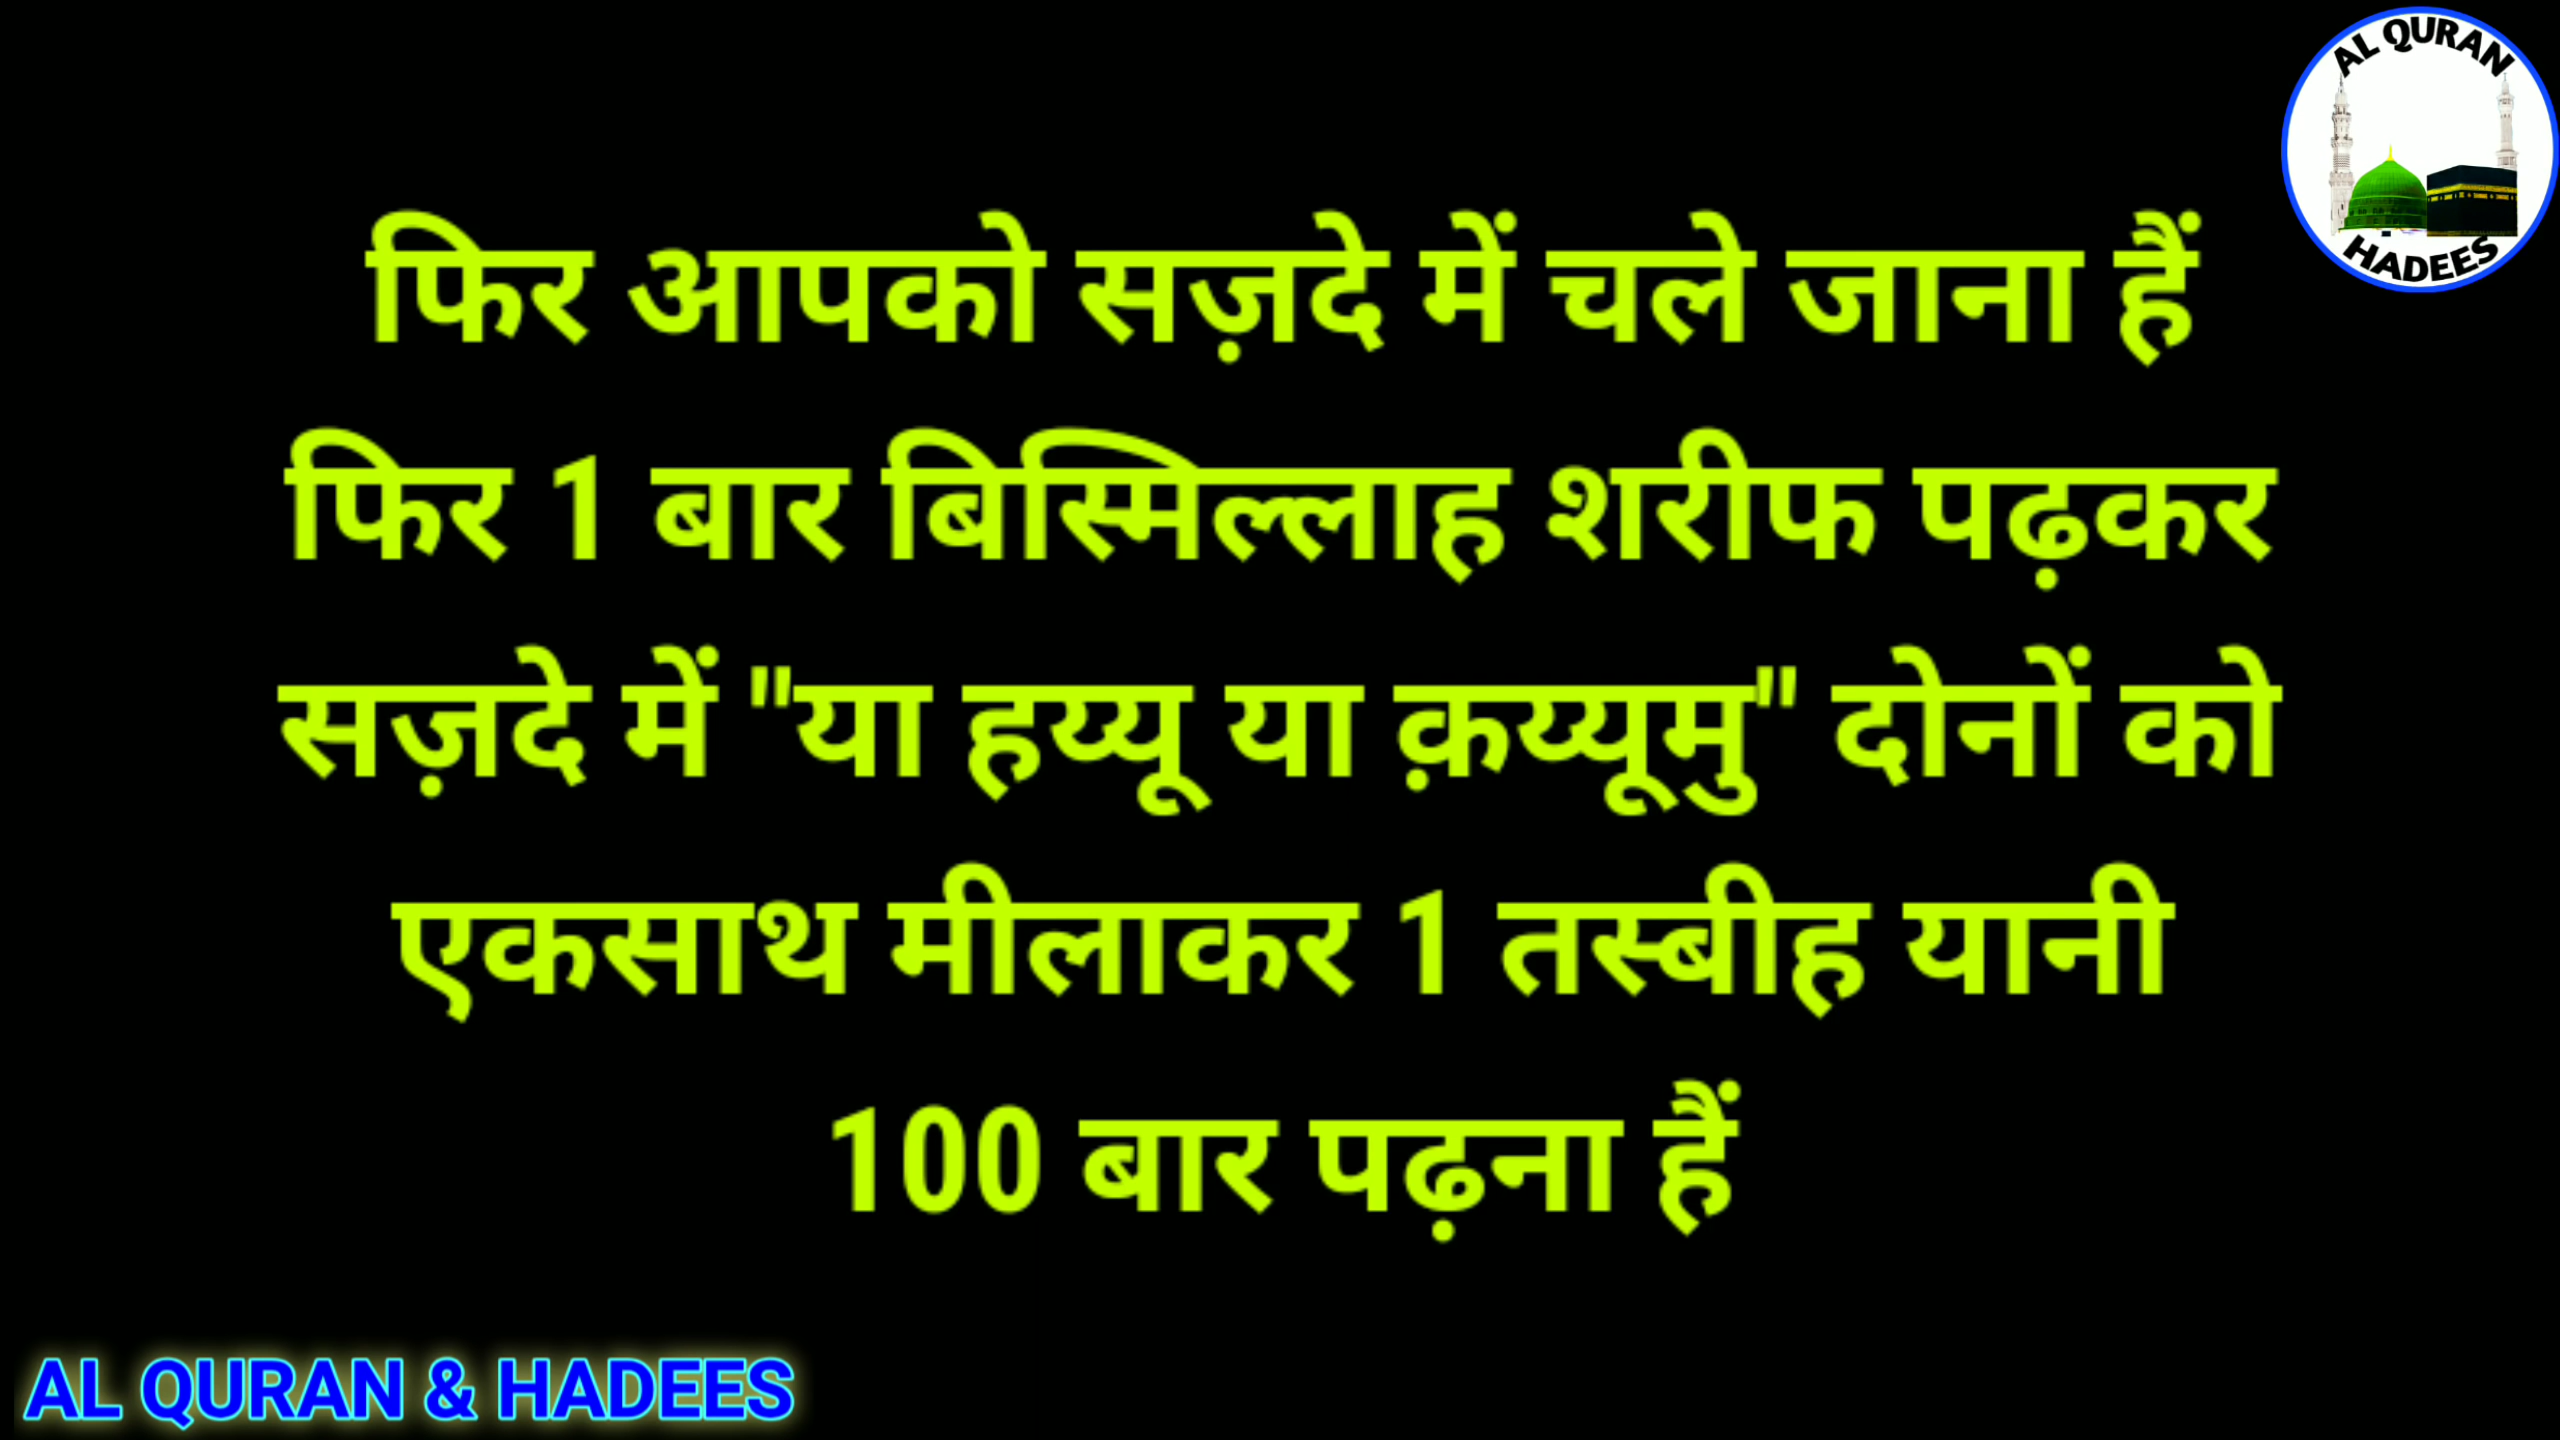 AL QURAN
HADEES
फिर आपको सज़दे में चले जाना हैं
फिर 1 बार बिस्मिल्लाह शरीफ पढ़कर
सज़दे में "या हय्यू या क़य्यूमु" दोनों को
एकसाथ मीलाकर 1 तस्बीह यानी
100 बार पढ़ना हैं
AL QURAN & HADEES